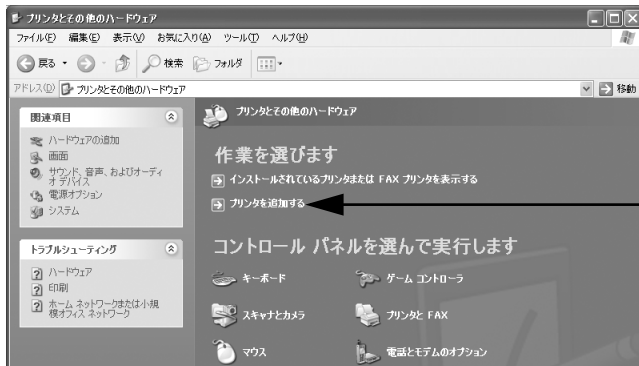 プリンタとその他のハードウェア
ファイル(F) 編集(E) 表示(V) お気に入り(A) ツール(T) ヘルプ(H)
戻る 検索 フォルダ
アドレス(D) プリンタとその他のハードウェア 移動
関連項目
ハードウェアの追加
画面
サウンド、音声、およびオーディ
オ デバイス
電源オプション
システム
トラブルシューティング
ハードウェア
印刷
ホーム ネットワークまたは小規
模オフィス ネットワーク
プリンタとその他のハードウェア
作業を選びます
インストールされているプリンタまたは FAX プリンタを表示する
プリンタを追加する
コントロール パネルを選んで実行します
キーボード ゲーム コントローラ
スキャナとカメラ プリンタと FAX
マウス 電話とモデムのオプション